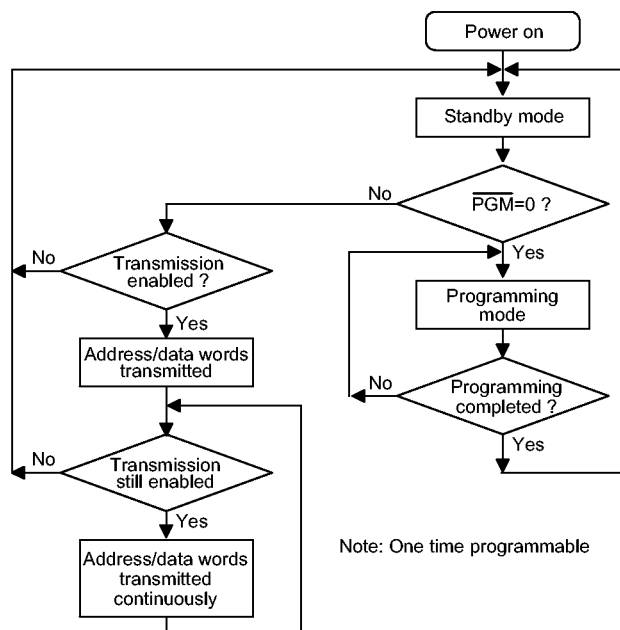 Power on
Standby mode
No
P̅G̅M̅=0 ?
Yes
No
Transmission
enabled ?
Yes
Programming
mode
Address/data words
transmitted
No
Programming
completed ?
Yes
No
Transmission
still enabled
Yes
Address/data words
transmitted
continuously
Note: One time programmable